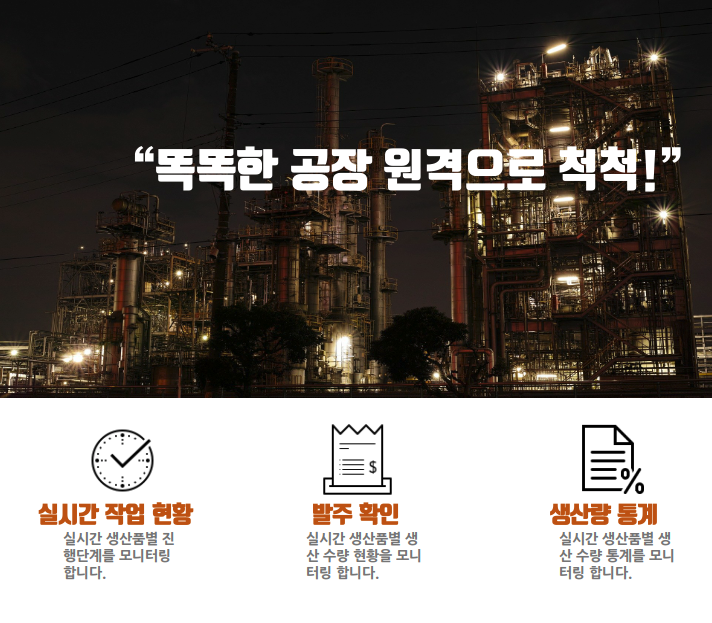 “똑똑한 공장 원격으로 척척!”
$
%
실시간 작업 현황
발주 확인
생산량 통계
실시간 생산품별 진
행단계를 모니터링
합니다.
실시간 생산품별 생
산 수량 현황을 모니
터링 합니다.
실시간 생산품별 생
산 수량 통계를 모니
터링 합니다.